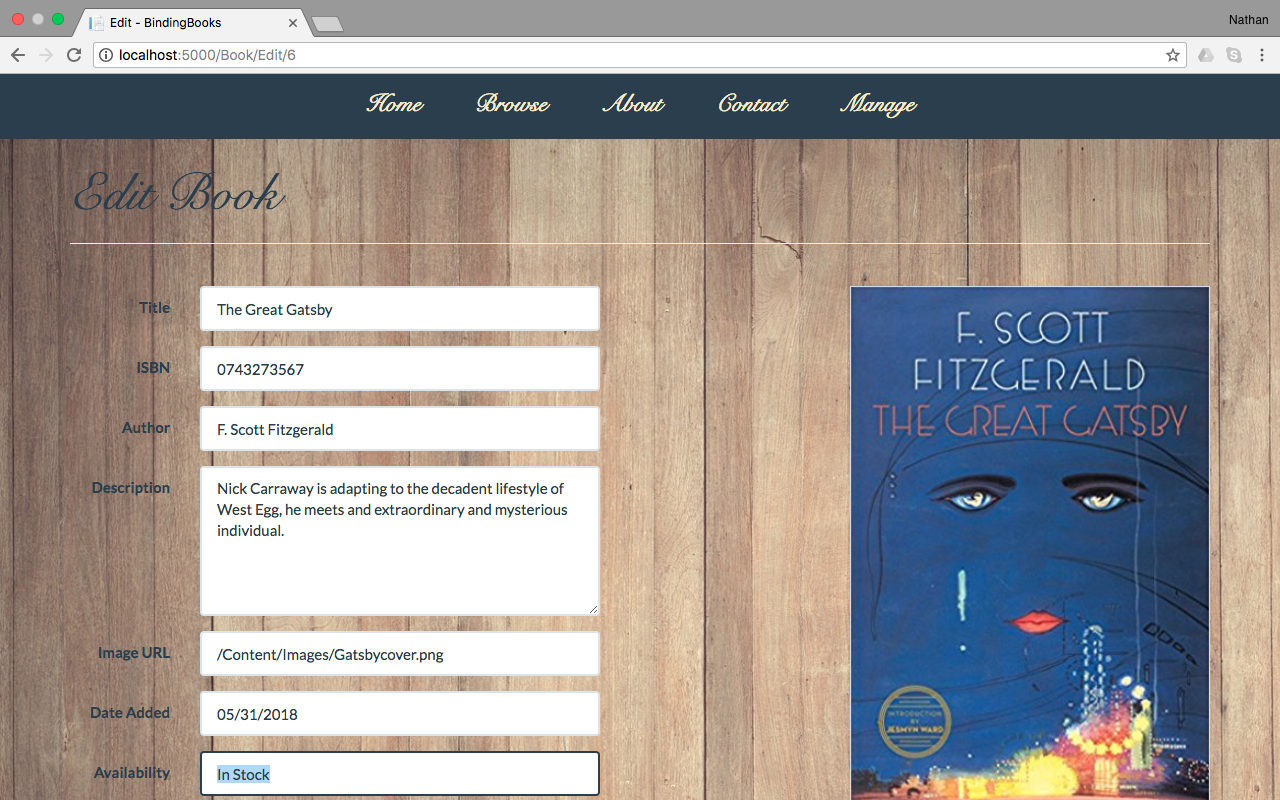 Edit - BindingBooks
Nathan
localhost:5000/Book/Edit/6
Home Browse About Contact Manage
Edit Book
Title The Great Gatsby
ISBN 0743273567
Author F. Scott Fitzgerald
Description Nick Carraway is adapting to the decadent lifestyle of
West Egg, he meets and extraordinary and mysterious
individual.
Image URL /Content/Images/Gatsbycover.png
Date Added 05/31/2018
Availability In Stock
F. SCOTT
FITZGERALD
THE GREAT GATSBY
INTRODUCTION
BY
JESMYN WARD